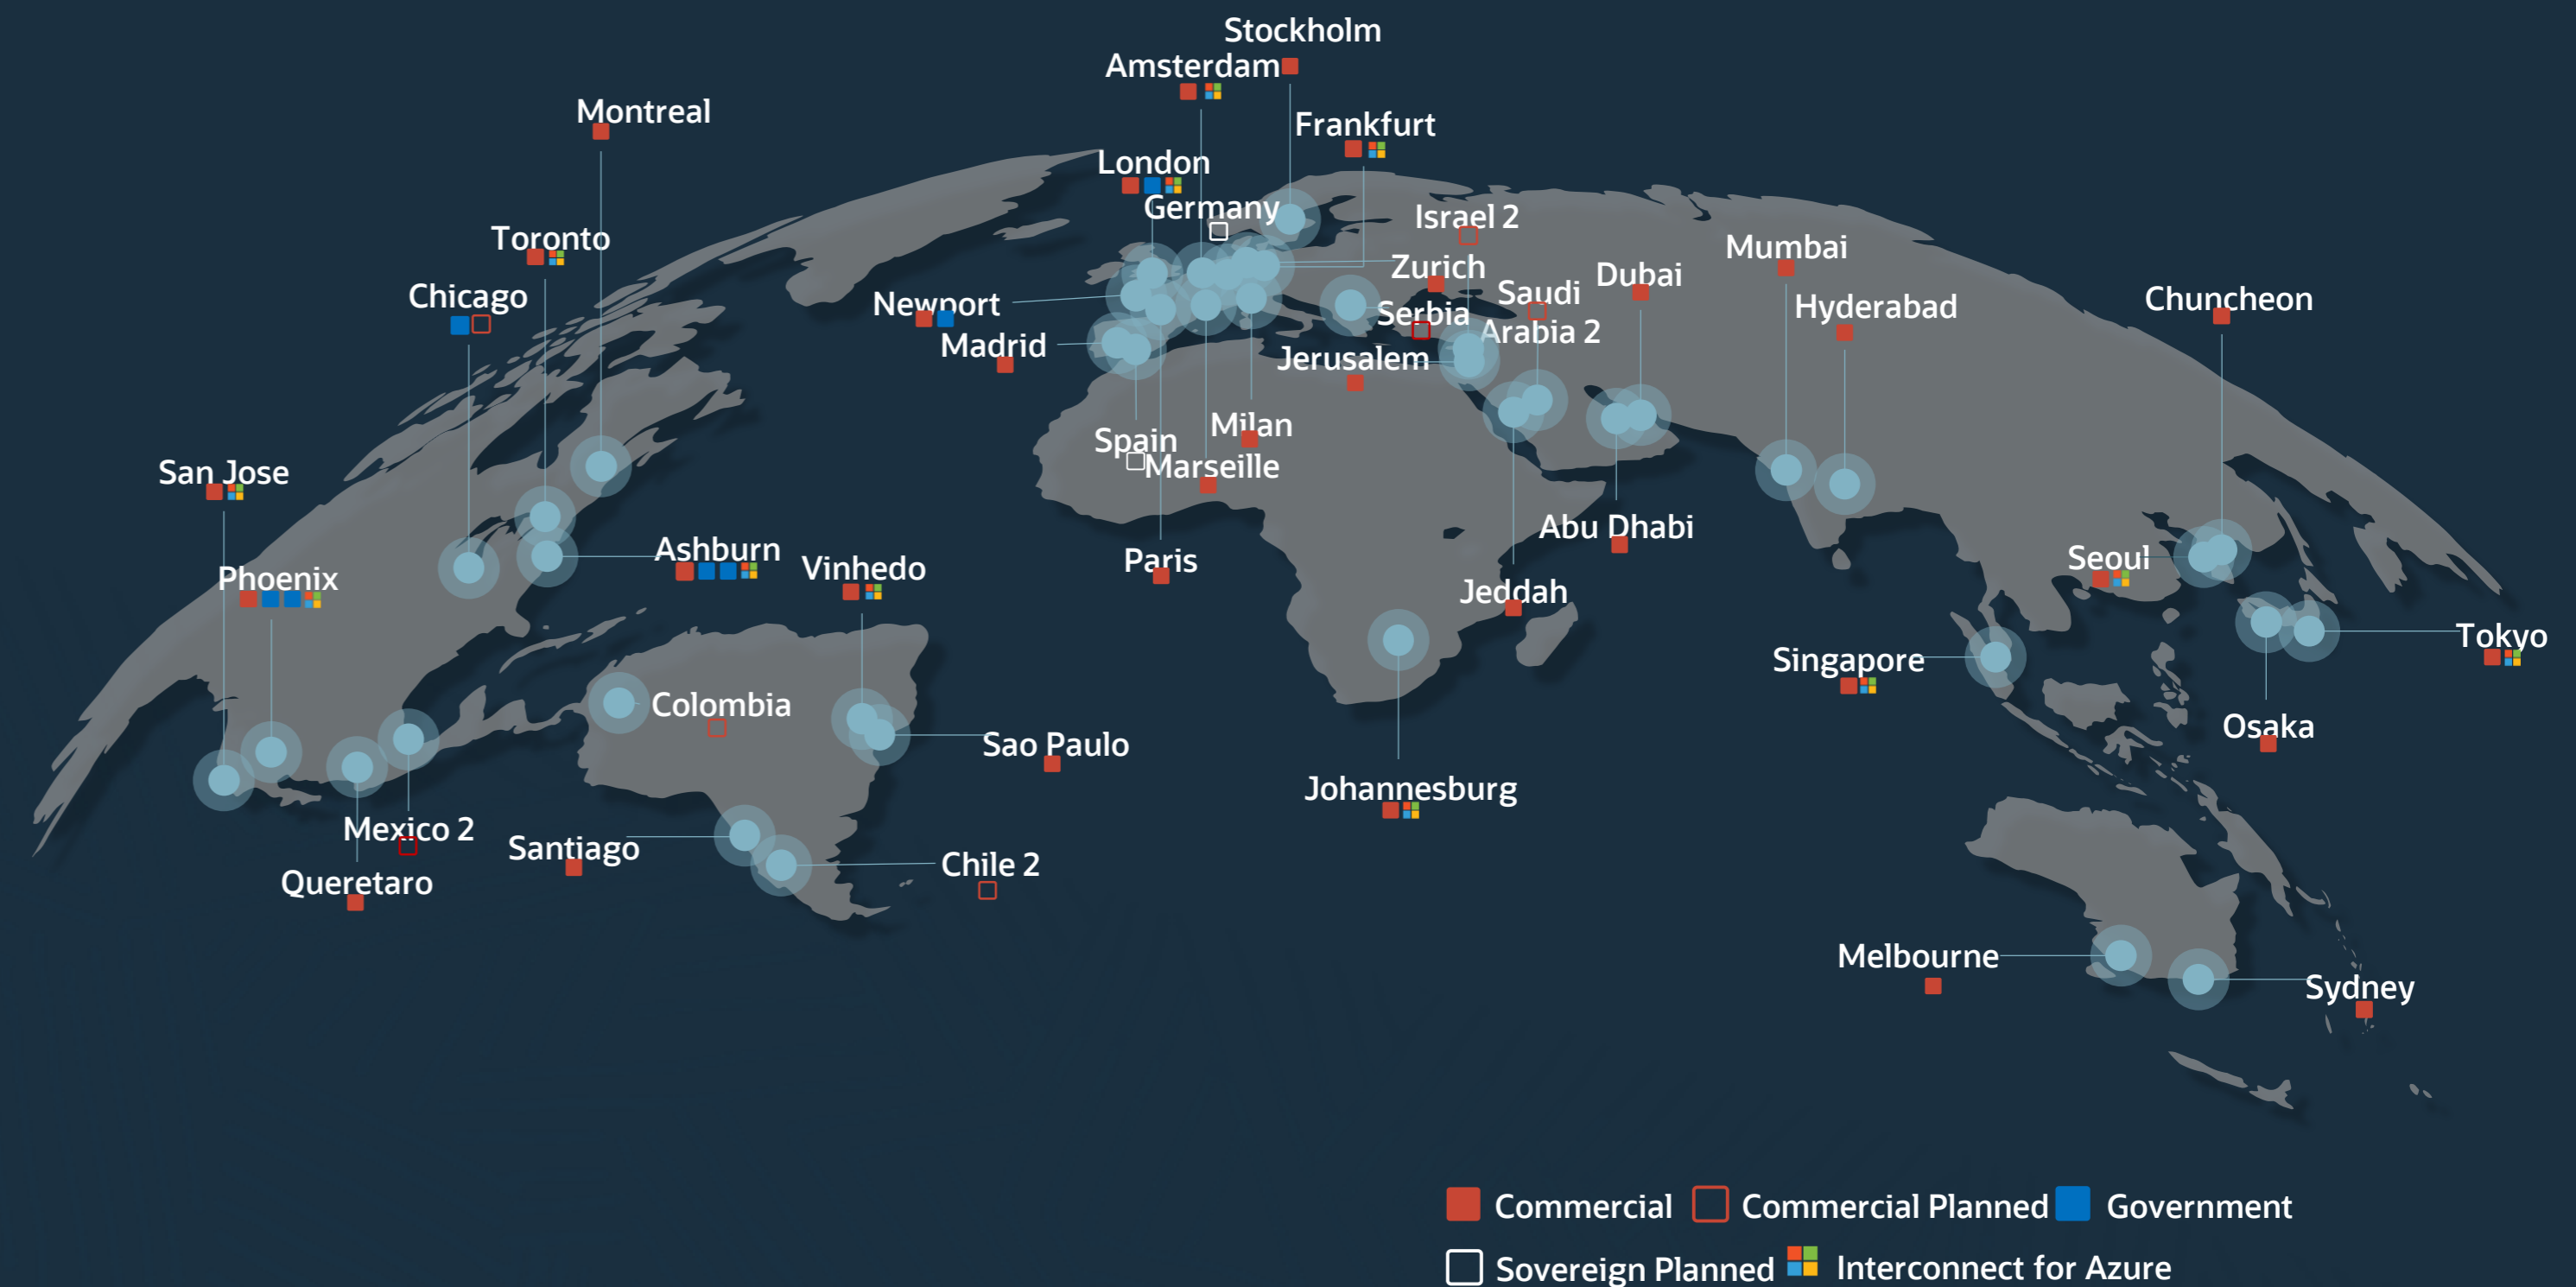 Stockholm
Amsterdam
Montreal
Frankfurt
London
Germany
Israel 2
Toronto
Mumbai
Zurich
Dubai
Chicago
Saudi
Arabia 2
Newport
Hyderabad
Chuncheon
Serbia
Madrid
Jerusalem
Milan
Spain
Marseille
San Jose
Abu Dhabi
Ashburn
Vinhedo
Paris
Seoul
Phoenix
Jeddah
Tokyo
Singapore
Colombia
Osaka
Sao Paulo
Johannesburg
Mexico 2
Santiago
Chile 2
Queretaro
Melbourne
Sydney
Commercial
Commercial Planned
Government
Sovereign Planned
Interconnect for Azure